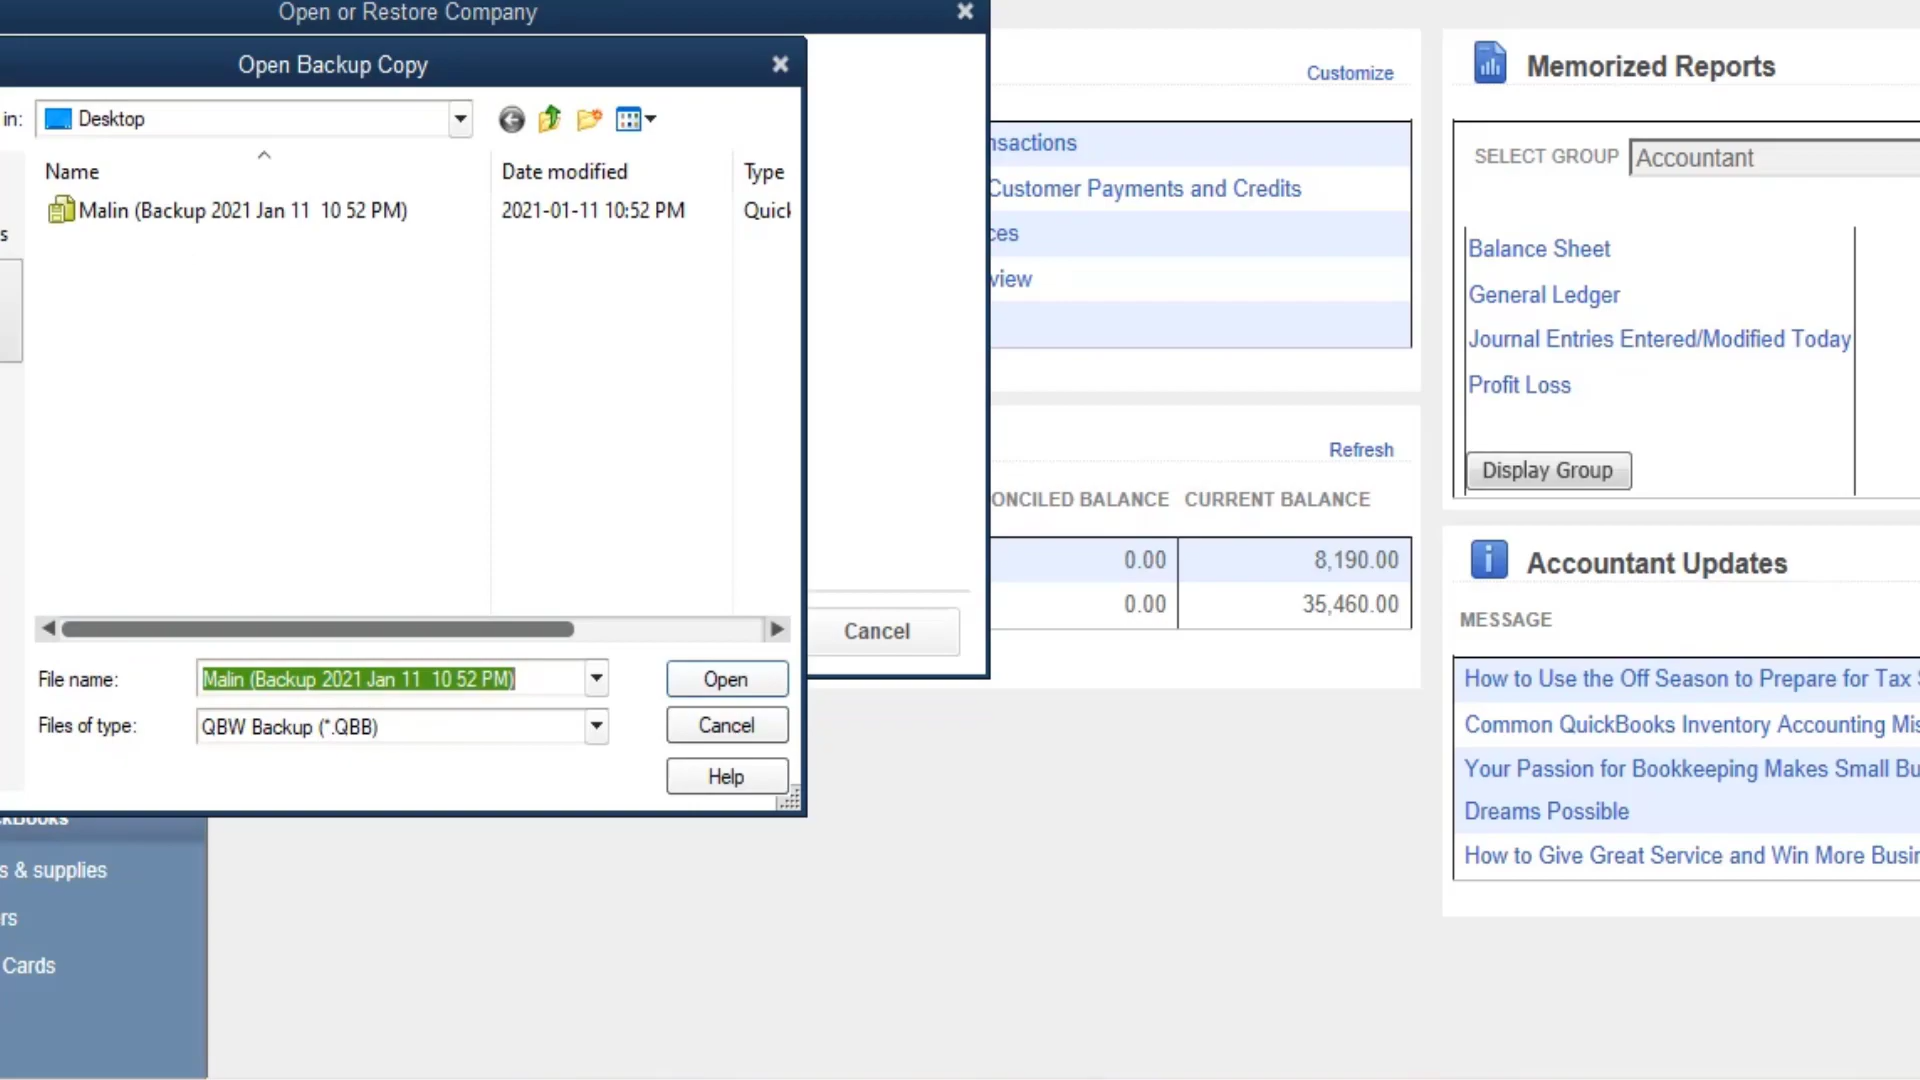 Open or Restore Company
Open Backup Copy
in:
Desktop
Name
Date modified
Type
Malin (Backup 2021 Jan 11  10 52 PM)
2021-01-11 10:52 PM
Quick
s
File name:
Malin (Backup 2021 Jan 11  10 52 PM)
Open
Files of type:
QBW Backup (*.QBB)
Cancel
Help
Cancel
s & supplies
rs
Cards
Customize
nsactions
Customer Payments and Credits
ces
view
Refresh
ONCILED BALANCE
CURRENT BALANCE
0.00
8,190.00
0.00
35,460.00
Memorized Reports
SELECT GROUP
Accountant
Balance Sheet
General Ledger
Journal Entries Entered/Modified Today
Profit Loss
Display Group
Accountant Updates
MESSAGE
How to Use the Off Season to Prepare for Tax S
Common QuickBooks Inventory Accounting Mis
Your Passion for Bookkeeping Makes Small Bu
Dreams Possible
How to Give Great Service and Win More Busin